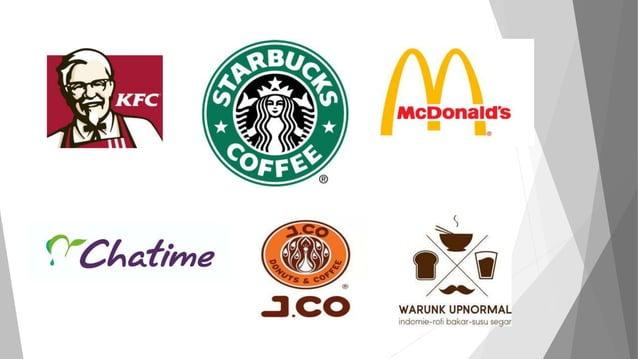 KFC
STARBUCKS
COFFEE
®
McDonald's
®
Chatime
J.CO
DONUTS & COFFEE
®
J.CO
WARUNK UPNORMAL
indomie-roti bakar-susu segar